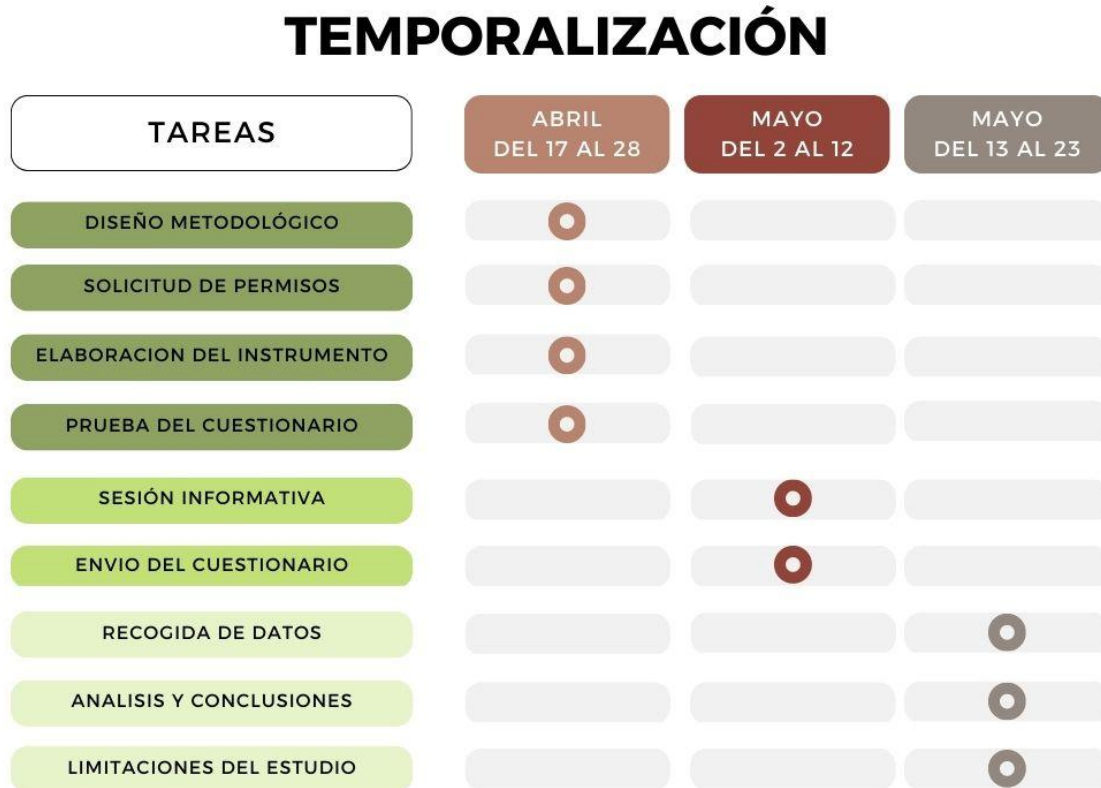 TEMPORALIZACIÓN
TAREAS
ABRIL
DEL 17 AL 28
MAYO
DEL 2 AL 12
MAYO
DEL 13 AL 23
DISEÑO METODOLÓGICO
SOLICITUD DE PERMISOS
ELABORACION DEL INSTRUMENTO
PRUEBA DEL CUESTIONARIO
SESIÓN INFORMATIVA
ENVIO DEL CUESTIONARIO
RECOGIDA DE DATOS
ANALISIS Y CONCLUSIONES
LIMITACIONES DEL ESTUDIO